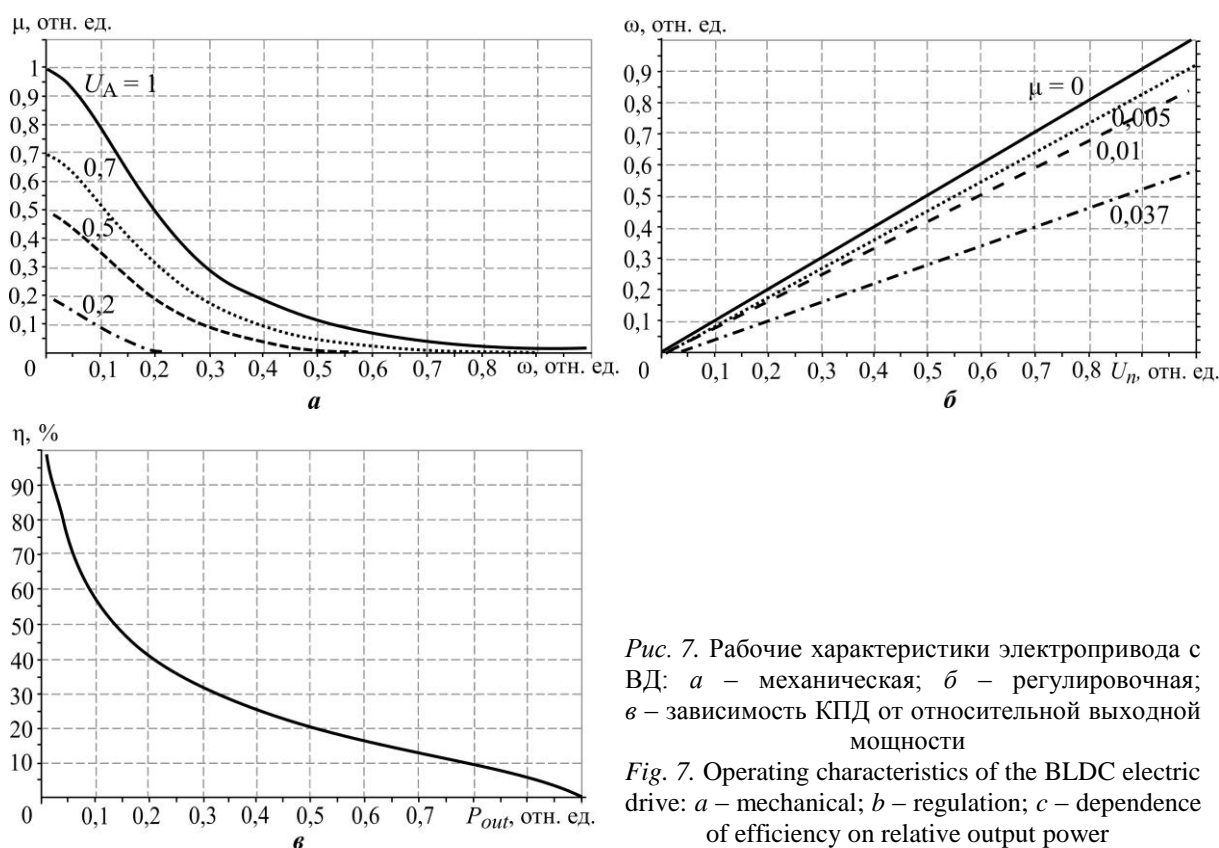 μ, отн. ед.
1
0,9
0,8
0,7
0,6
0,5
0,4
0,3
0,2
0,1
0
U_A = 1
0,7
0,5
0,2
0,1 0,2 0,3 0,4 0,5 0,6 0,7 0,8 ω, отн. ед.
а
ω, отн. ед.
0,9
0,8
0,7
0,6
0,5
0,4
0,3
0,2
0,1
0
μ = 0
0,005
0,01
0,037
0,1 0,2 0,3 0,4 0,5 0,6 0,7 0,8 U_n, отн. ед.
б
η, %
90
80
70
60
50
40
30
20
10
0
0,1 0,2 0,3 0,4 0,5 0,6 0,7 P_out, отн. ед.
в
Рис. 7. Рабочие характеристики электропривода с
ВД: а – механическая; б – регулировочная;
в – зависимость КПД от относительной выходной
мощности
Fig. 7. Operating characteristics of the BLDC electric
drive: a – mechanical; b – regulation; c – dependence
of efficiency on relative output power